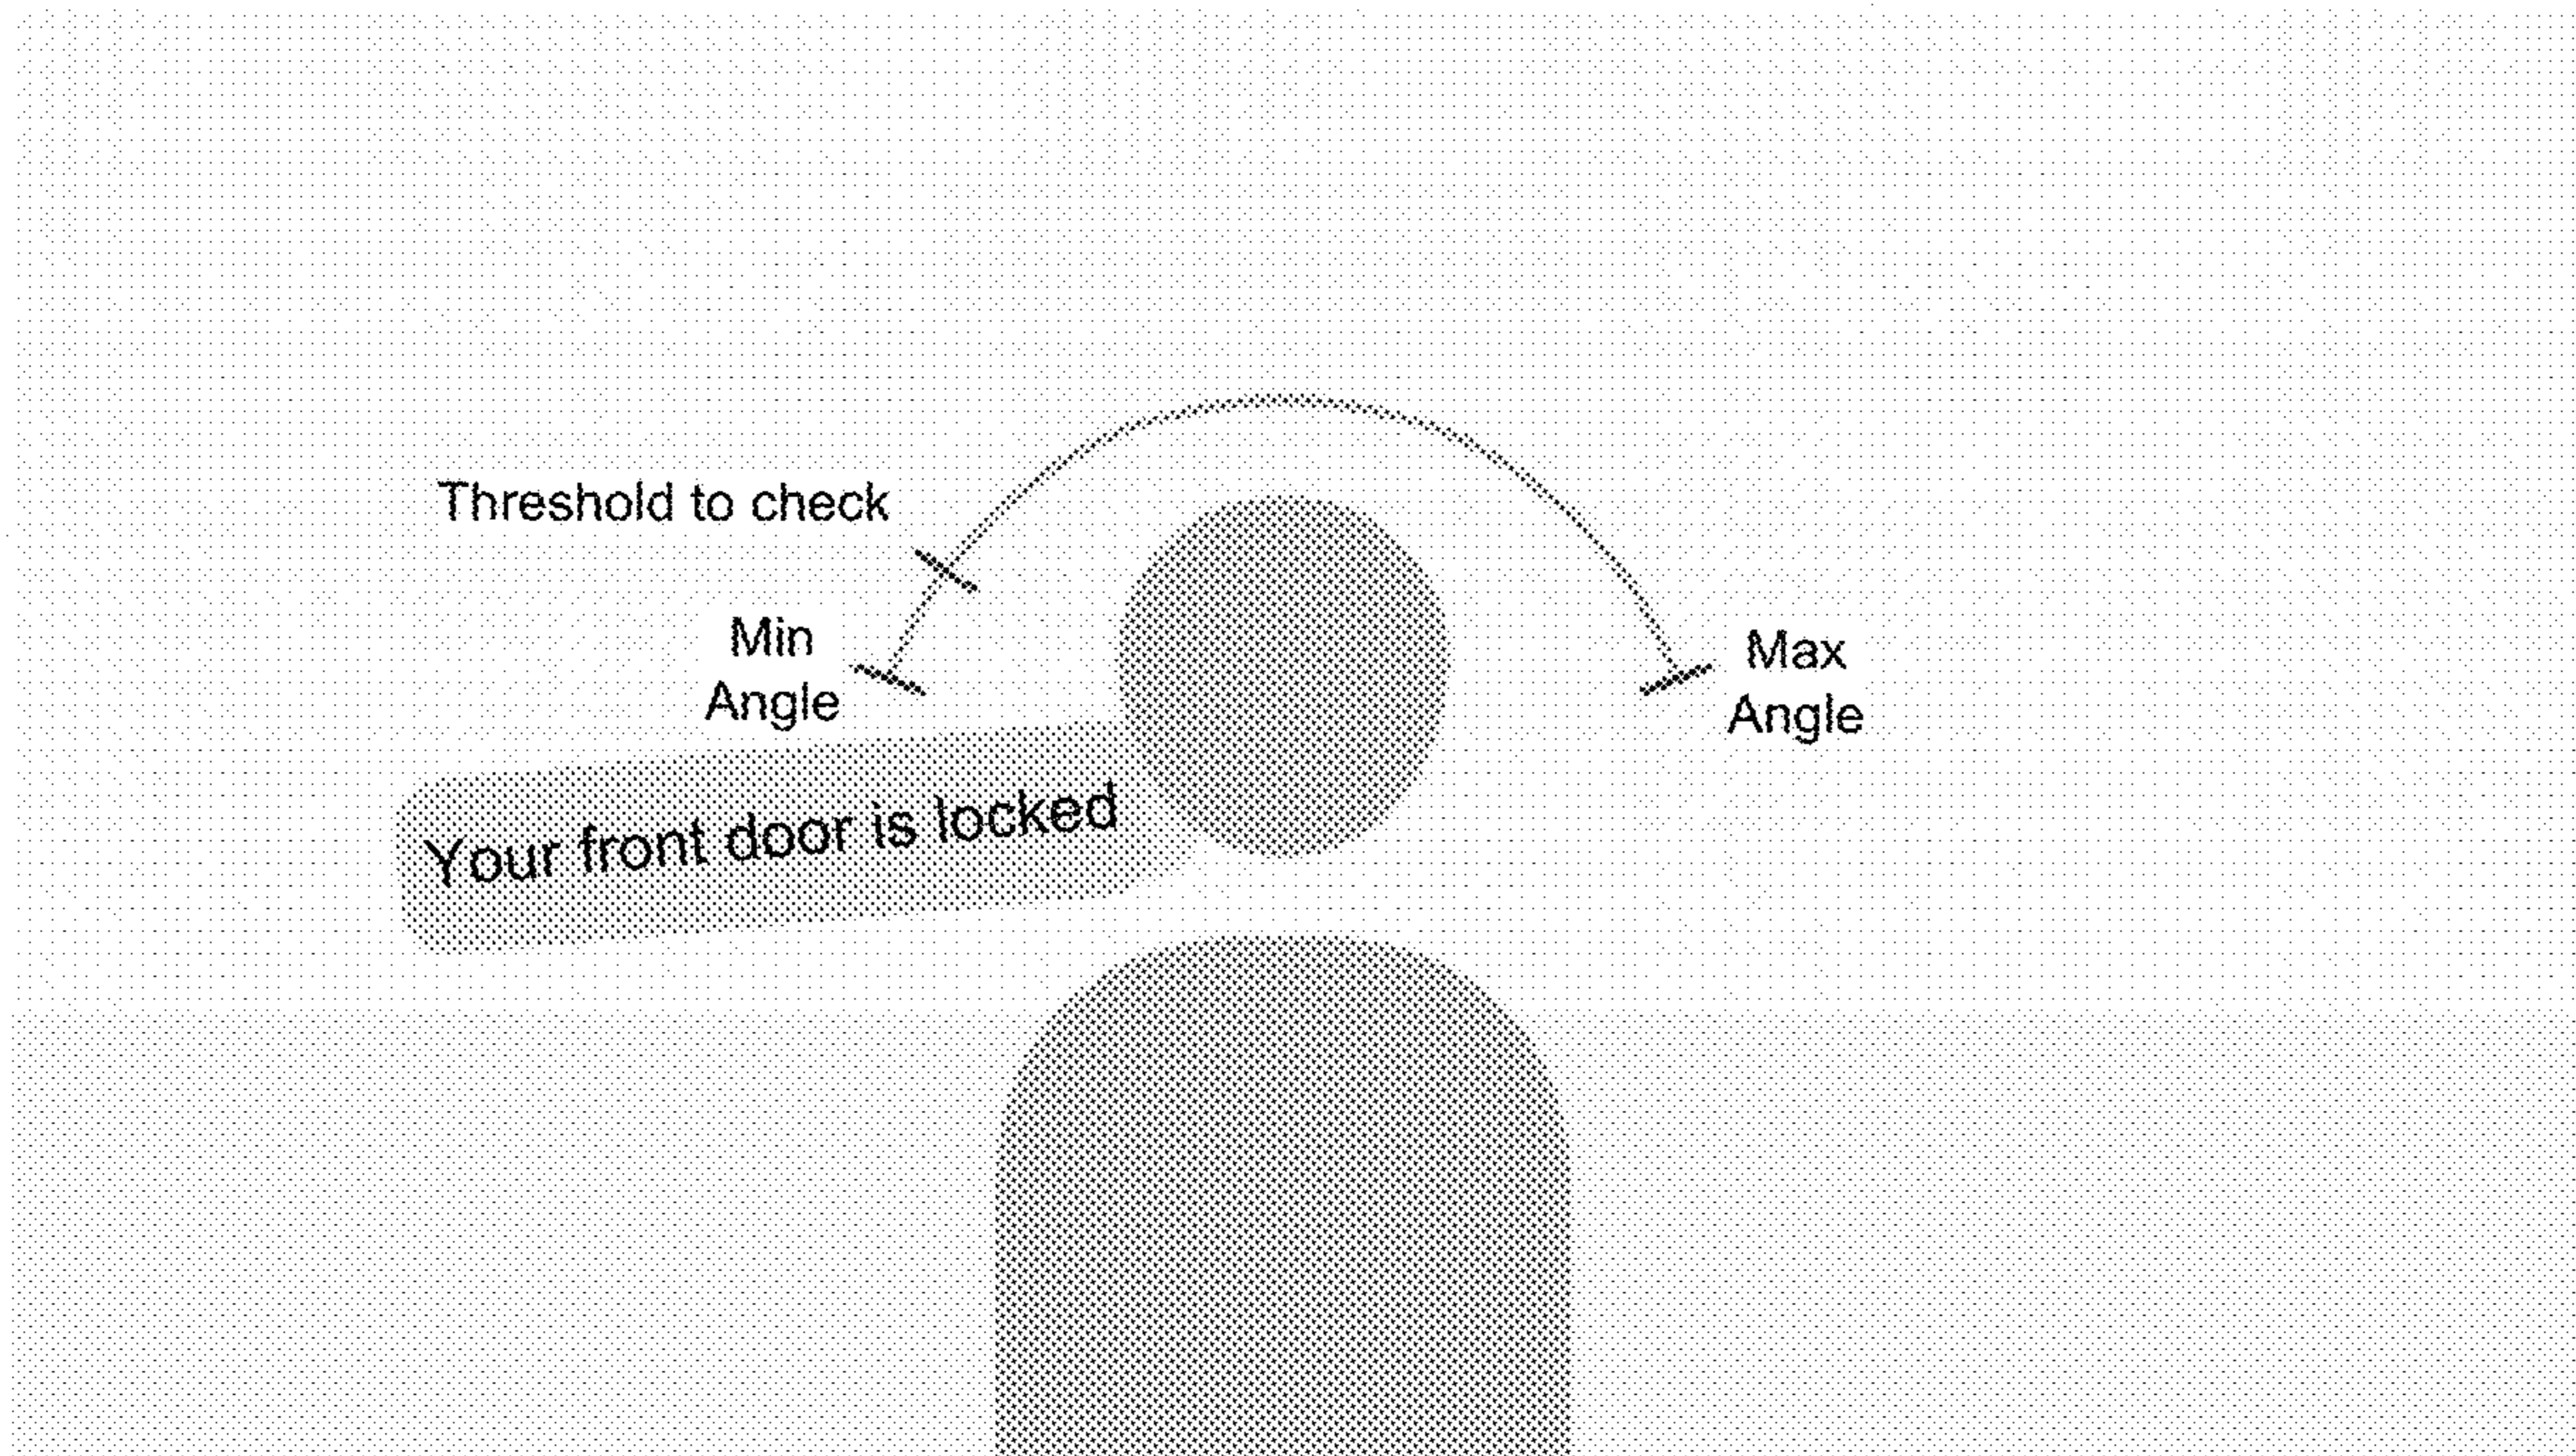 Threshold to check
Min
Angle
Max
Angle
Your front door is locked